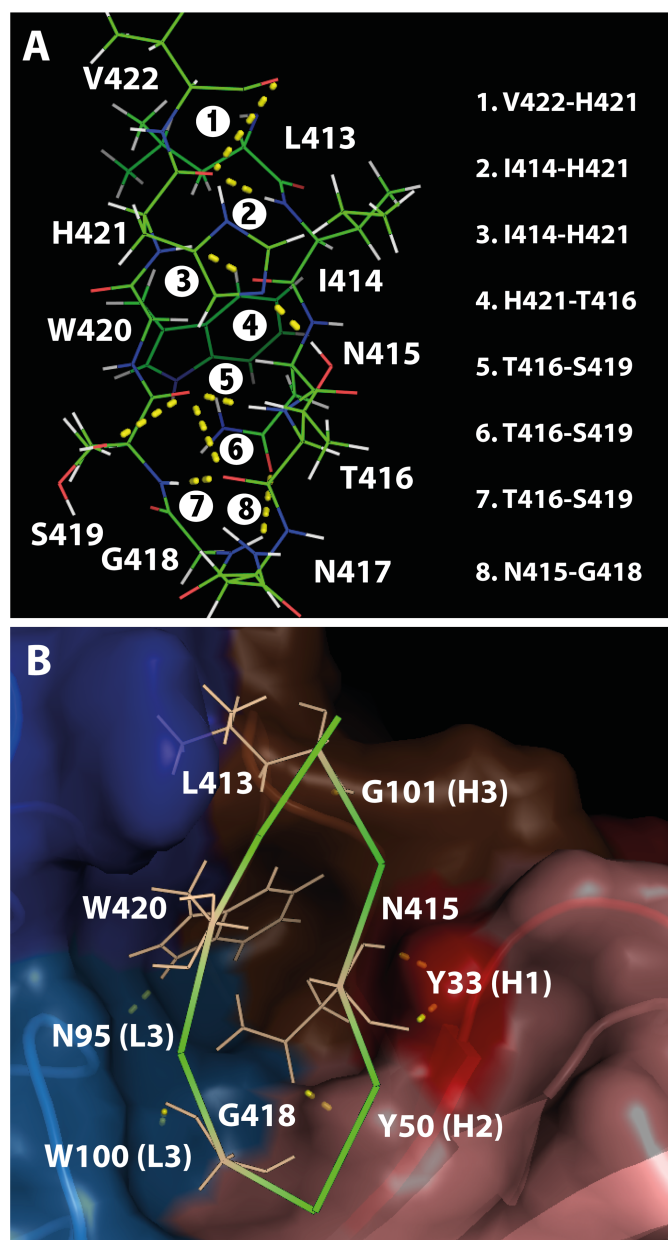 A
V422
1
L413
1. V422-H421
2. I414-H421
2
H421
3. I414-H421
3
I414
4. H421-T416
4
W420
N415
5. T416-S419
5
6. T416-S419
6
T416
7. T416-S419
7
8
S419
G418
N417
8. N415-G418
B
L413
G101 (H3)
W420
N415
Y33 (H1)
N95 (L3)
G418
Y50 (H2)
W100 (L3)